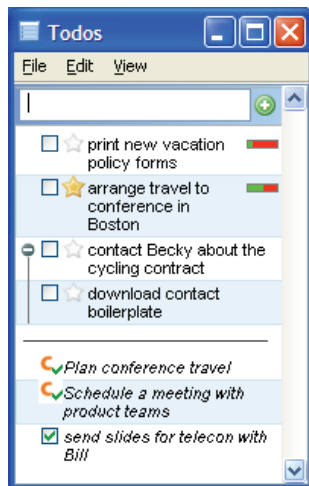 Todos
File Edit View
print new vacation
policy forms
arrange travel to
conference in
Boston
contact Becky about the
cycling contract
download contact
boilerplate
Plan conference travel
Schedule a meeting with
product teams
send slides for telecon with
Bill